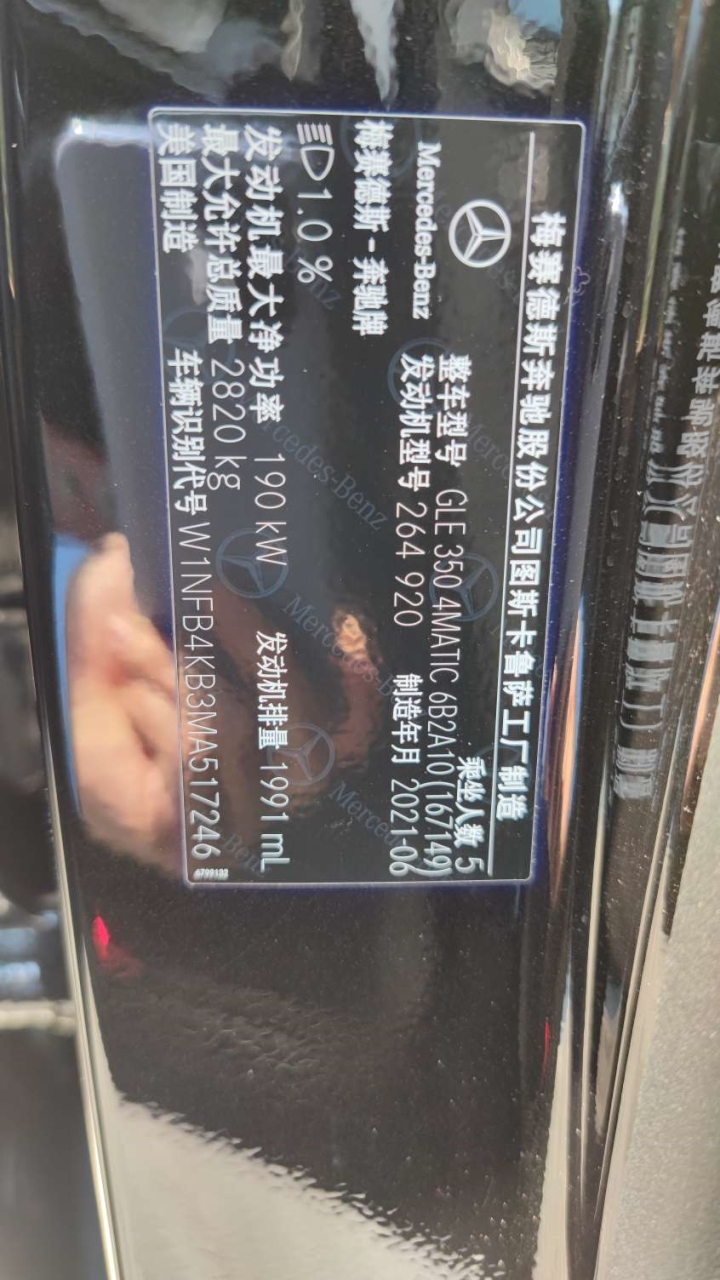 梅赛德斯奔驰股份公司图斯卡鲁萨工厂制造
乘坐人数 5
Mercedes-Benz
整车型号 GLE 350 4MATIC 6B2A10 (167149)
发动机型号 264 920 制造年月 2021-06
梅赛德斯 - 奔驰牌
1.0 %
发动机最大净功率 190 kW 发动机排量 1991 mL
最大允许总质量 2820 kg
美国制造 车辆识别代号 W1NFB4KB3MA517246